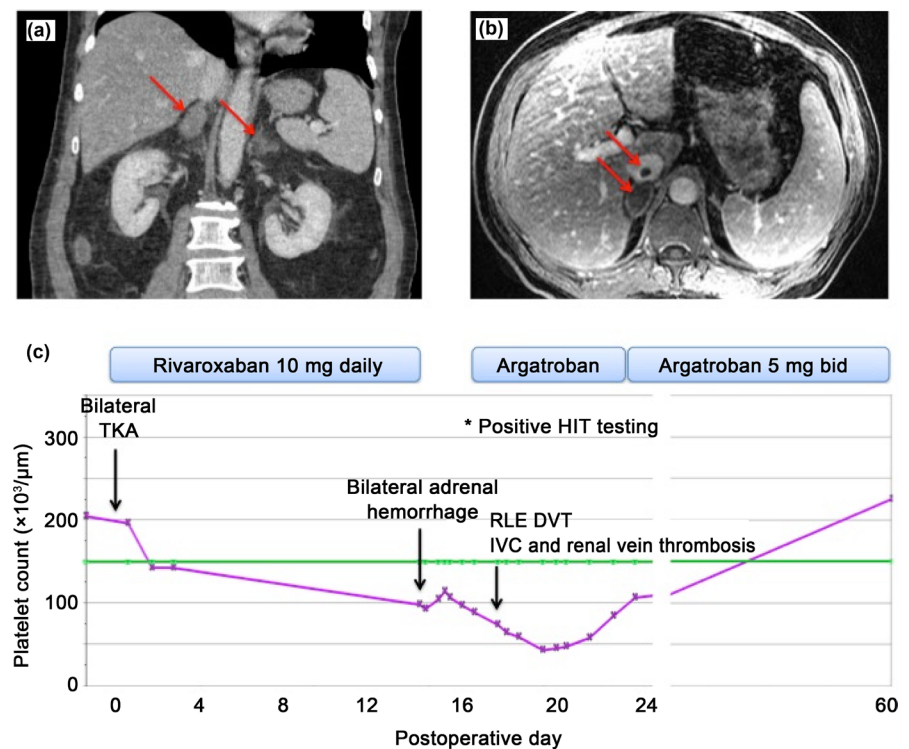 (a)
(b)
(c)
Rivaroxaban 10 mg daily
Argatroban
Argatroban 5 mg bid
Bilateral
TKA
* Positive HIT testing
Bilateral adrenal
hemorrhage
RLE DVT
IVC and renal vein thrombosis
Platelet count (×10³/µm)
300
200
100
0
0 4 8 12 16 20 24 60
Postoperative day